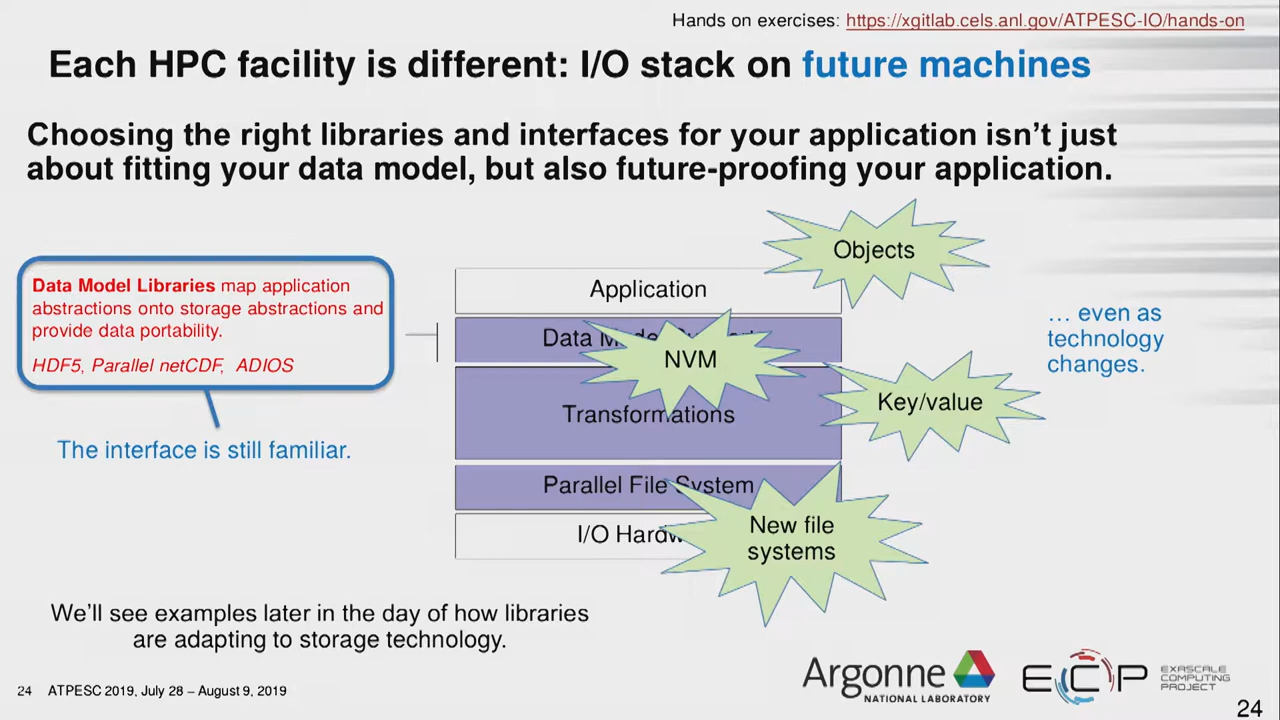 Hands on exercises: https://xgitlab.cels.anl.gov/ATPESC-IO/hands-on
Each HPC facility is different: I/O stack on future machines
Choosing the right libraries and interfaces for your application isn't just
about fitting your data model, but also future-proofing your application.
Objects
Data Model Libraries map application
abstractions onto storage abstractions and
provide data portability.
HDF5, Parallel netCDF, ADIOS
Application
… even as
technology
changes.
Data
NVM
Transformations
Key/value
The interface is still familiar.
Parallel File System
I/O
New file
systems
We'll see examples later in the day of how libraries
are adapting to storage technology.
Argonne
NATIONAL LABORATORY
ECP
EXASCALE
COMPUTING
PROJECT
24 ATPESC 2019, July 28 – August 9, 2019
24